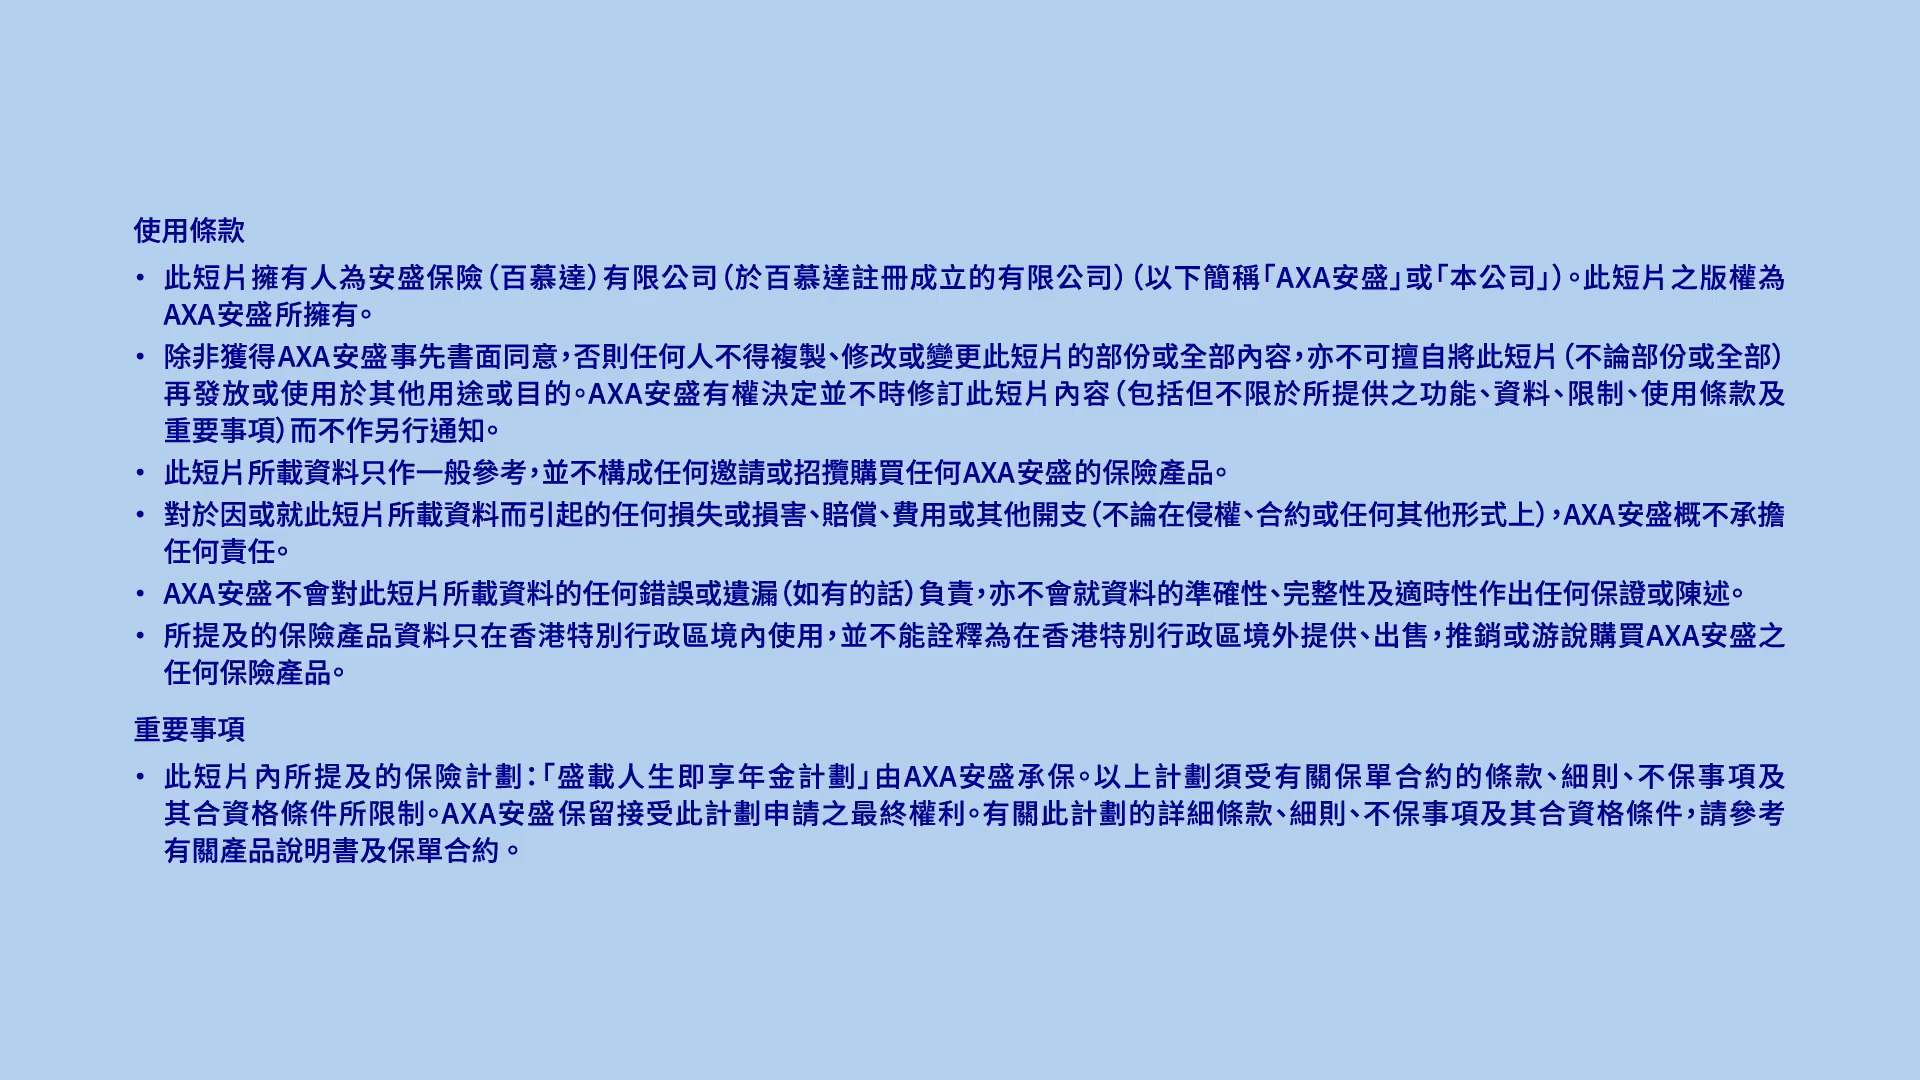 使用條款
• 此短片擁有人為安盛保險(百慕達)有限公司(於百慕達註冊成立的有限公司)(以下簡稱「AXA安盛」或「本公司」)。此短片之版權為
AXA安盛所擁有。
• 除非獲得AXA安盛事先書面同意,否則任何人不得複製、修改或變更此短片的部份或全部內容,亦不可擅自將此短片(不論部份或全部)
再發放或使用於其他用途或目的。AXA安盛有權決定並不時修訂此短片內容(包括但不限於所提供之功能、資料、限制、使用條款及
重要事項)而不作另行通知。
• 此短片所載資料只作一般參考,並不構成任何邀請或招攬購買任何AXA安盛的保險產品。
• 對於因或就此短片所載資料而引起的任何損失或損害、賠償、費用或其他開支(不論在侵權、合約或任何其他形式上),AXA安盛概不承擔
任何責任。
• AXA安盛不會對此短片所載資料的任何錯誤或遺漏(如有的話)負責,亦不會就資料的準確性、完整性及適時性作出任何保證或陳述。
• 所提及的保險產品資料只在香港特別行政區境內使用,並不能詮釋為在香港特別行政區境外提供、出售,推銷或游說購買AXA安盛之
任何保險產品。
重要事項
• 此短片內所提及的保險計劃:「盛載人生即享年金計劃」由AXA安盛承保。以上計劃須受有關保單合約的條款、細則、不保事項及
其合資格條件所限制。AXA安盛保留接受此計劃申請之最終權利。有關此計劃的詳細條款、細則、不保事項及其合資格條件,請參考
有關產品說明書及保單合約。